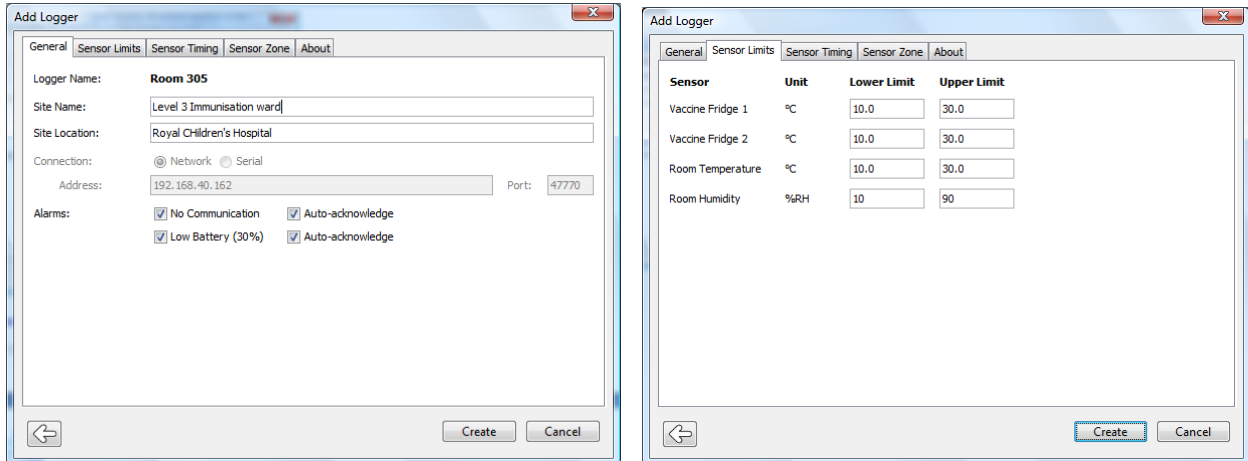 Add Logger
General Sensor Limits Sensor Timing Sensor Zone About
Logger Name: Room 305
Site Name: Level 3 Immunisation ward
Site Location: Royal CHildren's Hospital
Connection: Network Serial
Address: 192.168.40.162 Port: 47770
Alarms: No Communication Auto-acknowledge
Low Battery (30%) Auto-acknowledge
Create Cancel
Add Logger
General Sensor Limits Sensor Timing Sensor Zone About
Sensor Unit Lower Limit Upper Limit
Vaccine Fridge 1 °C 10.0 30.0
Vaccine Fridge 2 °C 10.0 30.0
Room Temperature °C 10.0 30.0
Room Humidity %RH 10 90
Create Cancel